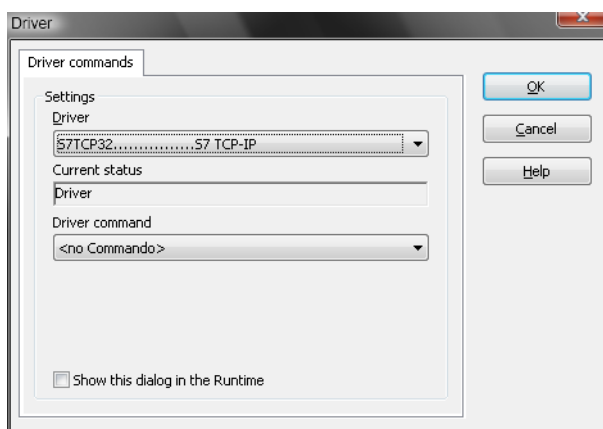 Driver
Driver commands
OK
Settings
Driver
S7TCP32................S7 TCP-IP
Cancel
Current status
Driver
Help
Driver command
<no Commando>
Show this dialog in the Runtime